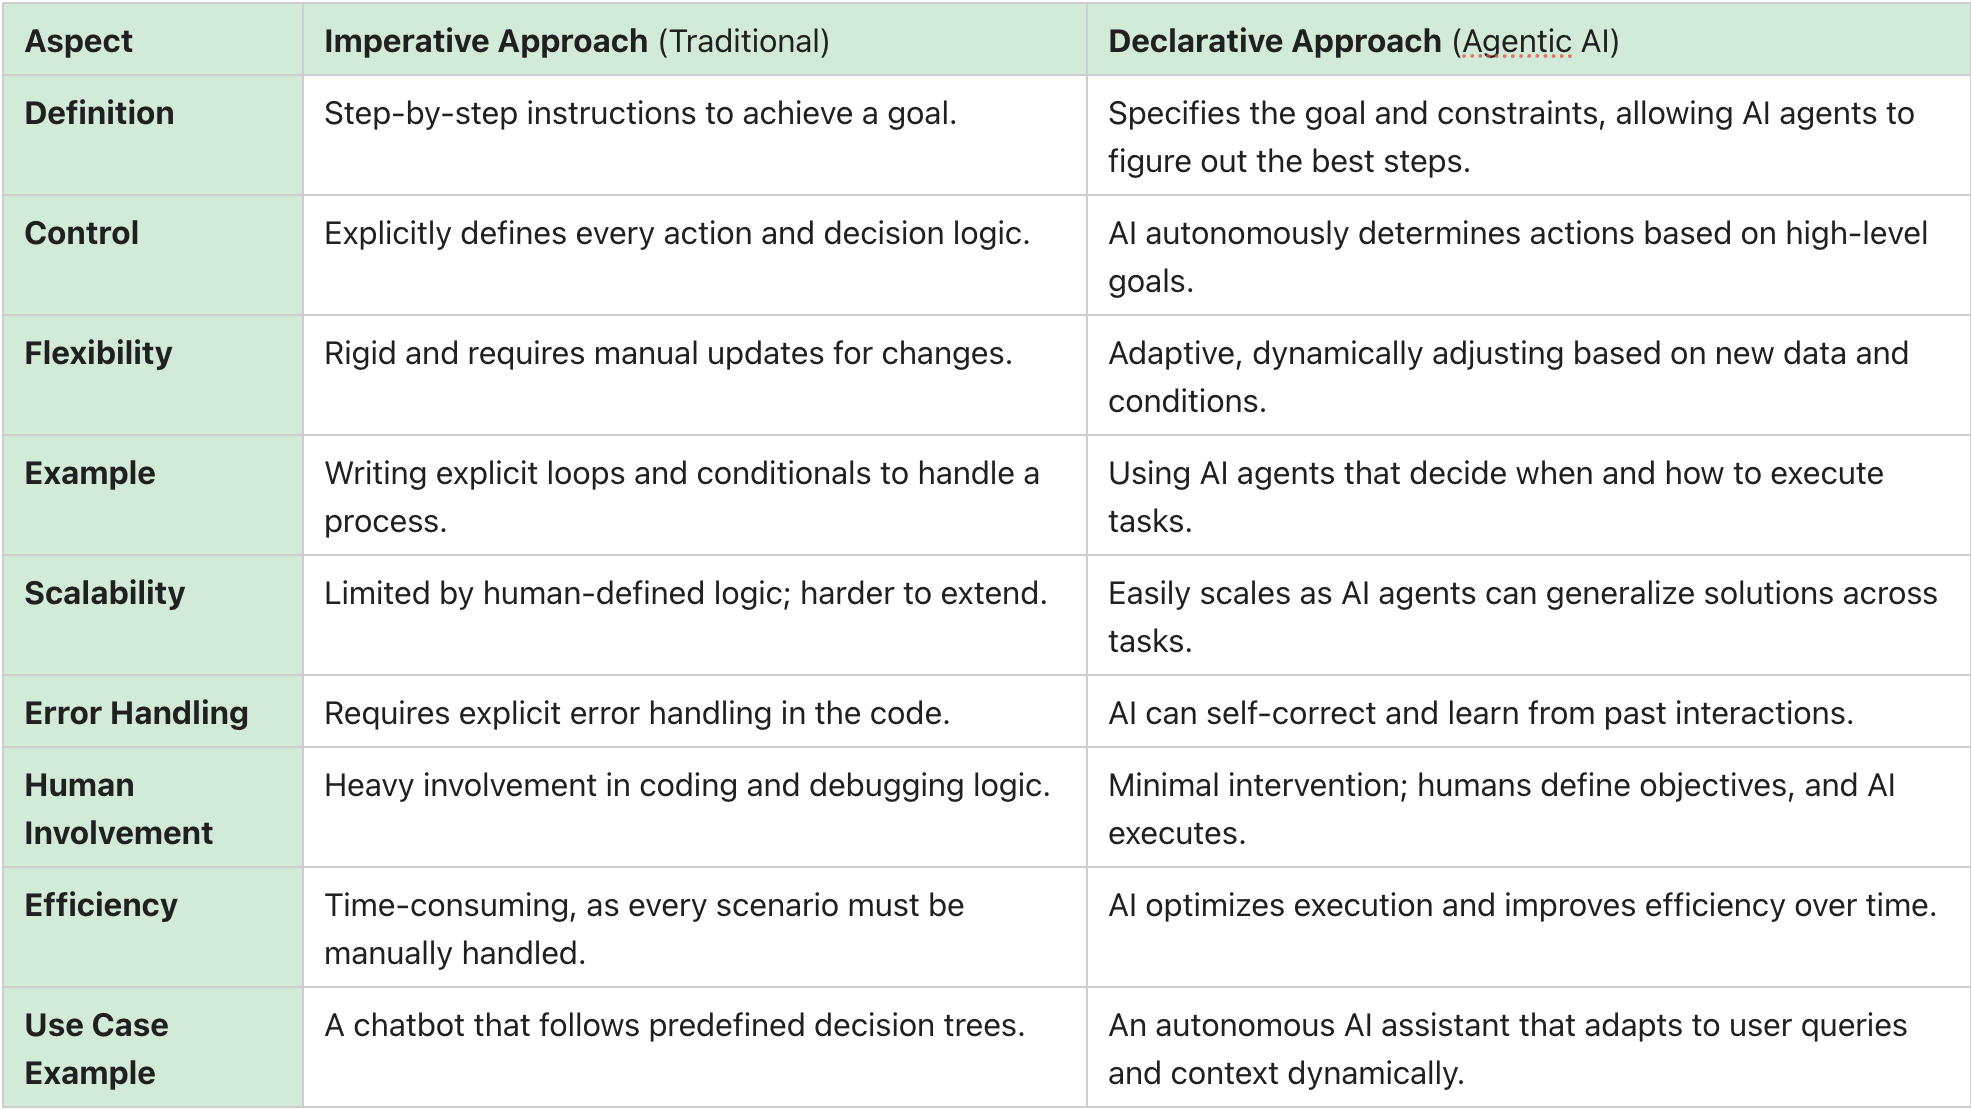 Aspect
Imperative Approach (Traditional)
Declarative Approach (Agentic AI)
Definition
Step-by-step instructions to achieve a goal.
Specifies the goal and constraints, allowing AI agents to
figure out the best steps.
Control
Explicitly defines every action and decision logic.
AI autonomously determines actions based on high-level
goals.
Flexibility
Rigid and requires manual updates for changes.
Adaptive, dynamically adjusting based on new data and
conditions.
Example
Writing explicit loops and conditionals to handle a
process.
Using AI agents that decide when and how to execute
tasks.
Scalability
Limited by human-defined logic; harder to extend.
Easily scales as AI agents can generalize solutions across
tasks.
Error Handling
Requires explicit error handling in the code.
AI can self-correct and learn from past interactions.
Human
Involvement
Heavy involvement in coding and debugging logic.
Minimal intervention; humans define objectives, and AI
executes.
Efficiency
Time-consuming, as every scenario must be
manually handled.
AI optimizes execution and improves efficiency over time.
Use Case
Example
A chatbot that follows predefined decision trees.
An autonomous AI assistant that adapts to user queries
and context dynamically.